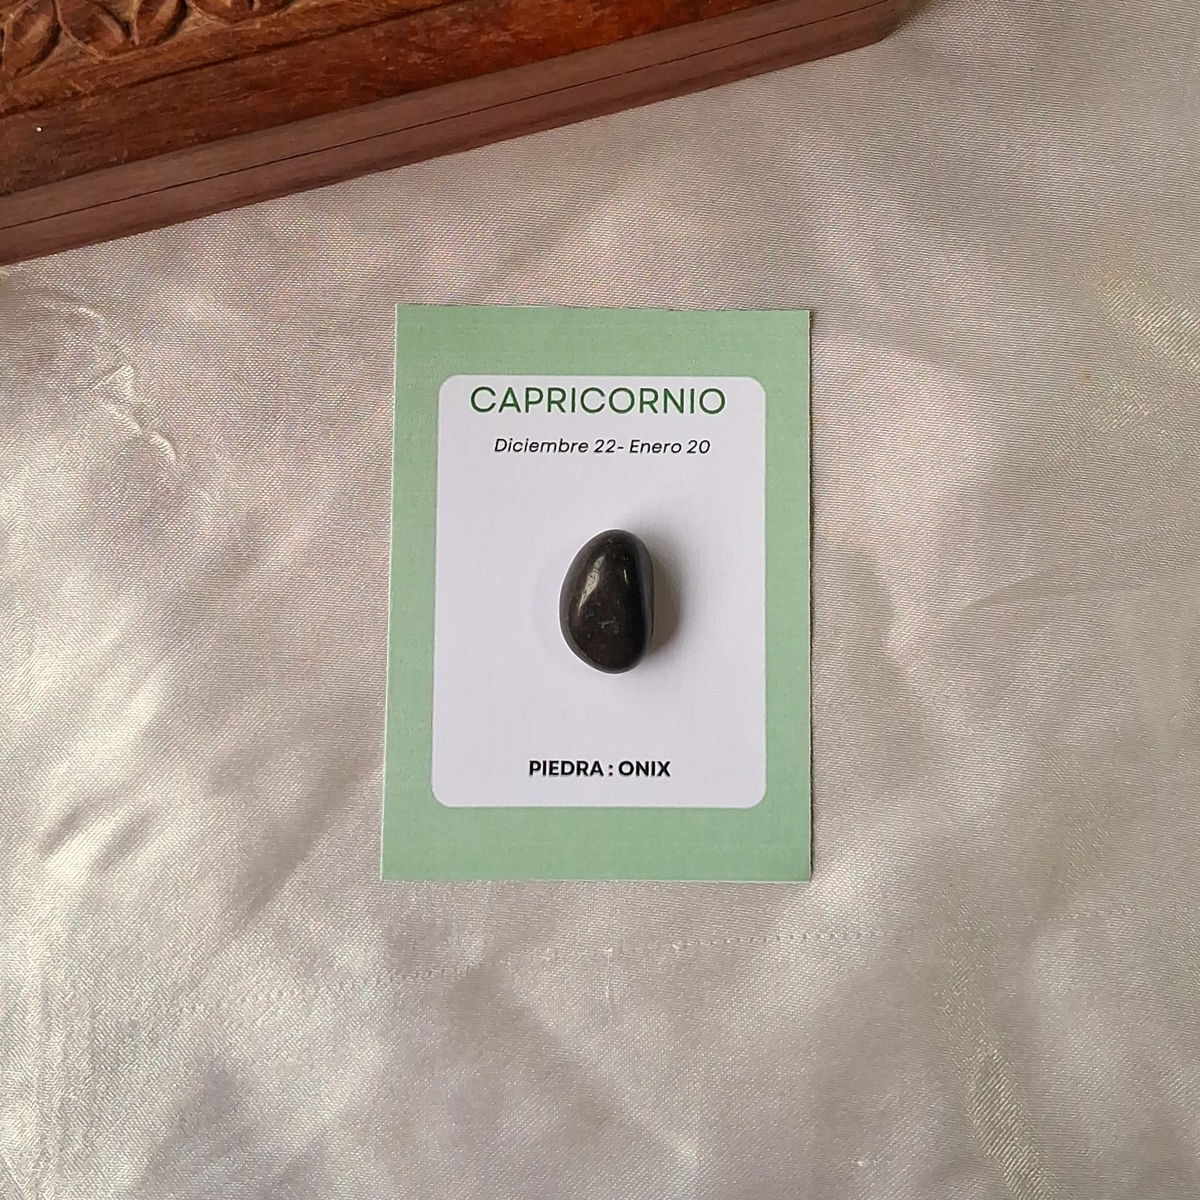 CAPRICORNIO
Diciembre 22- Enero 20
PIEDRA : ONIX